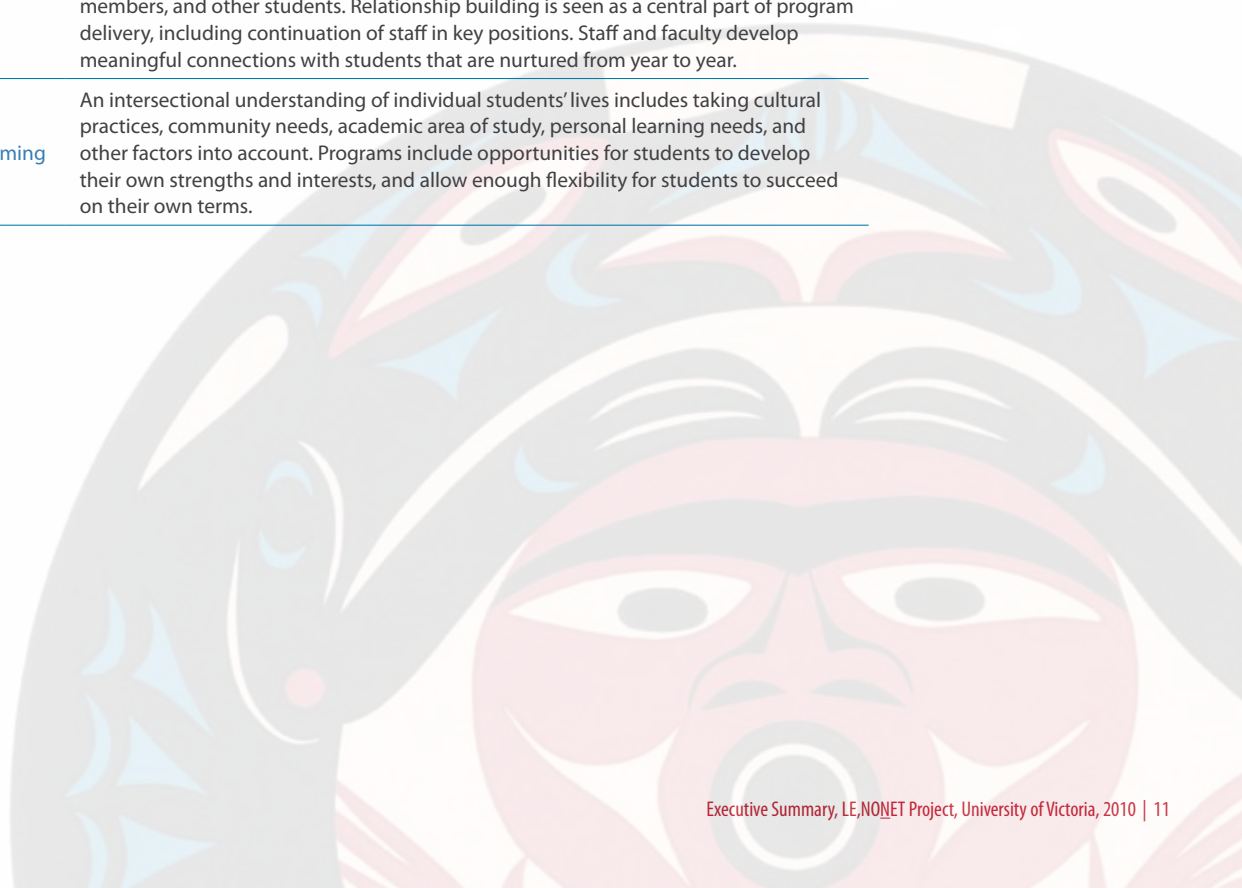 members, and other students. Relationship building is seen as a central part of program
delivery, including continuation of staff in key positions. Staff and faculty develop
meaningful connections with students that are nurtured from year to year.
An intersectional understanding of individual students’ lives includes taking cultural
practices, community needs, academic area of study, personal learning needs, and
ming other factors into account. Programs include opportunities for students to develop
their own strengths and interests, and allow enough flexibility for students to succeed
on their own terms.
Executive Summary, LE,NONET Project, University of Victoria, 2010 | 11